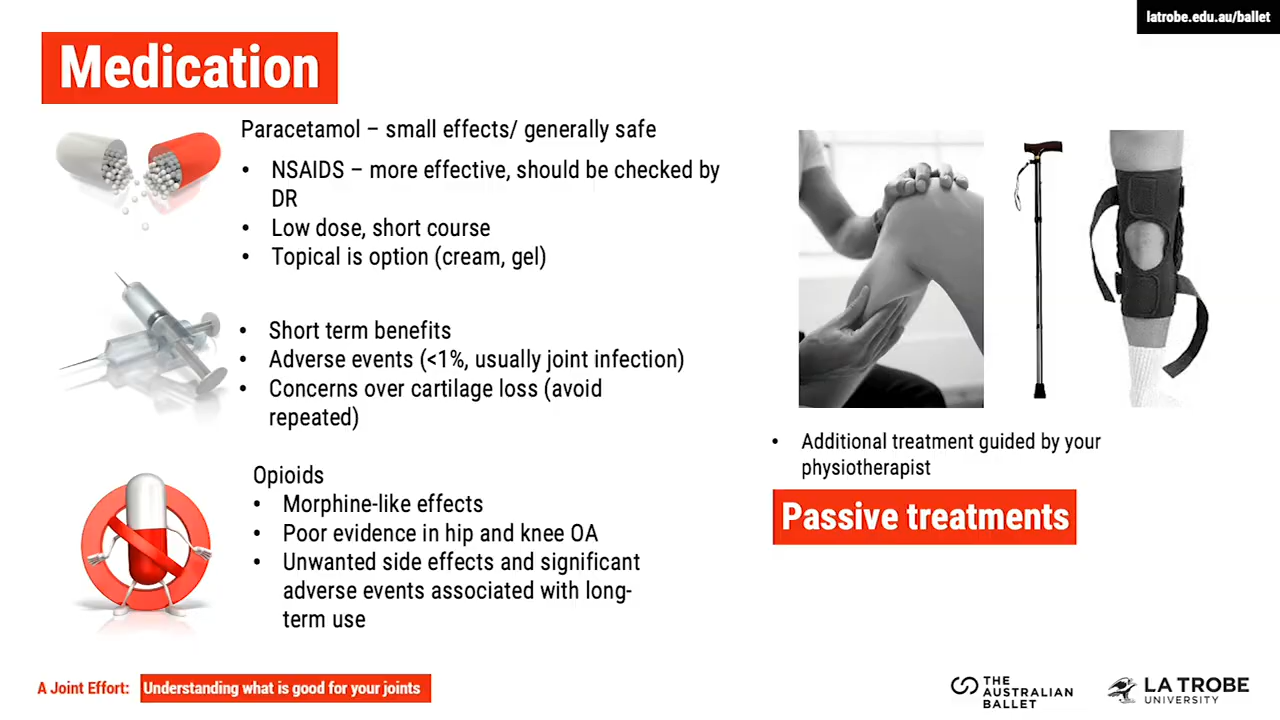 latrobe.edu.au/ballet
Medication
Paracetamol – small effects/ generally safe
• NSAIDS – more effective, should be checked by
DR
• Low dose, short course
• Topical is option (cream, gel)
• Short term benefits
• Adverse events (<1%, usually joint infection)
• Concerns over cartilage loss (avoid
repeated)
Opioids
• Morphine-like effects
• Poor evidence in hip and knee OA
• Unwanted side effects and significant
adverse events associated with long-
term use
• Additional treatment guided by your
physiotherapist
Passive treatments
A Joint Effort: Understanding what is good for your joints
THE
AUSTRALIAN
BALLET
LA TROBE
UNIVERSITY